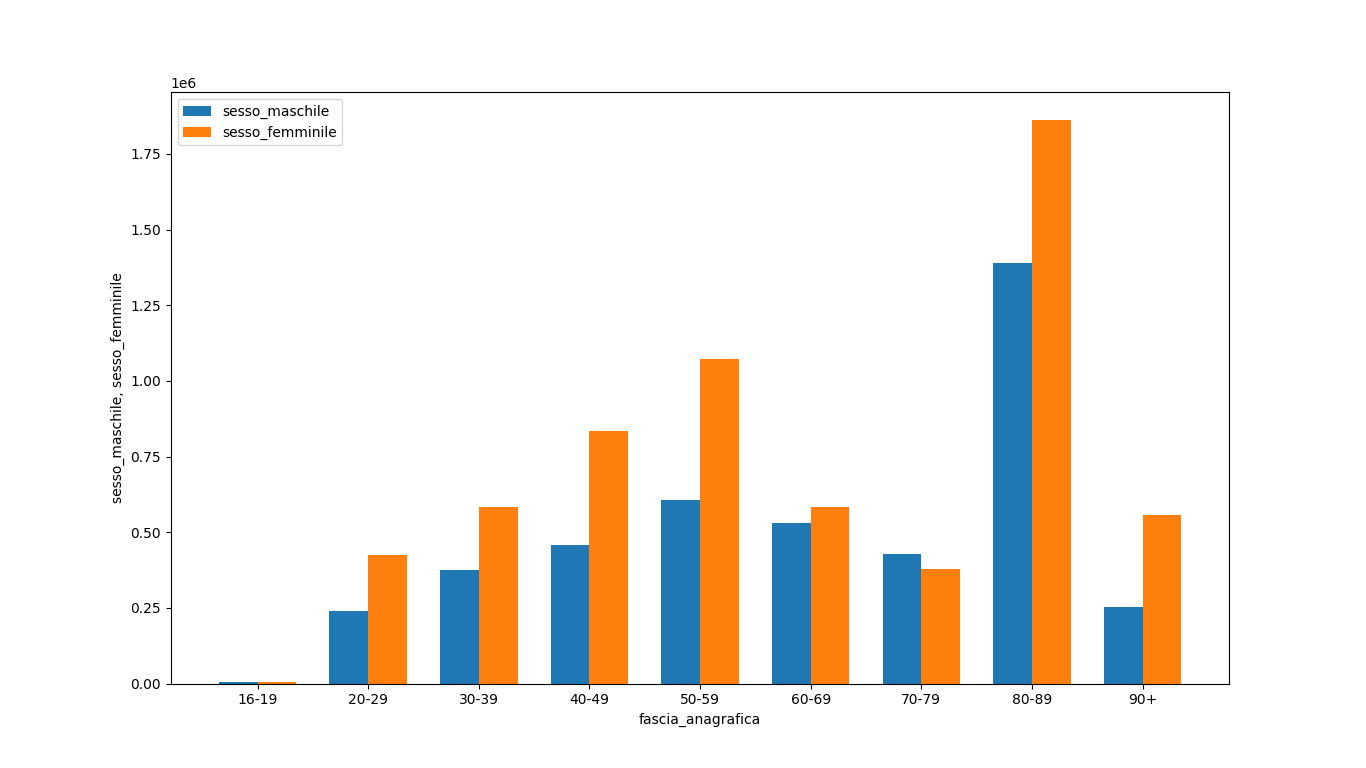 1e6
sesso_maschile
sesso_femminile
1.75
1.50
1.25
1.00
0.75
0.50
0.25
0.00
sesso_maschile, sesso_femminile
16-19 20-29 30-39 40-49 50-59 60-69 70-79 80-89 90+
fascia_anagrafica